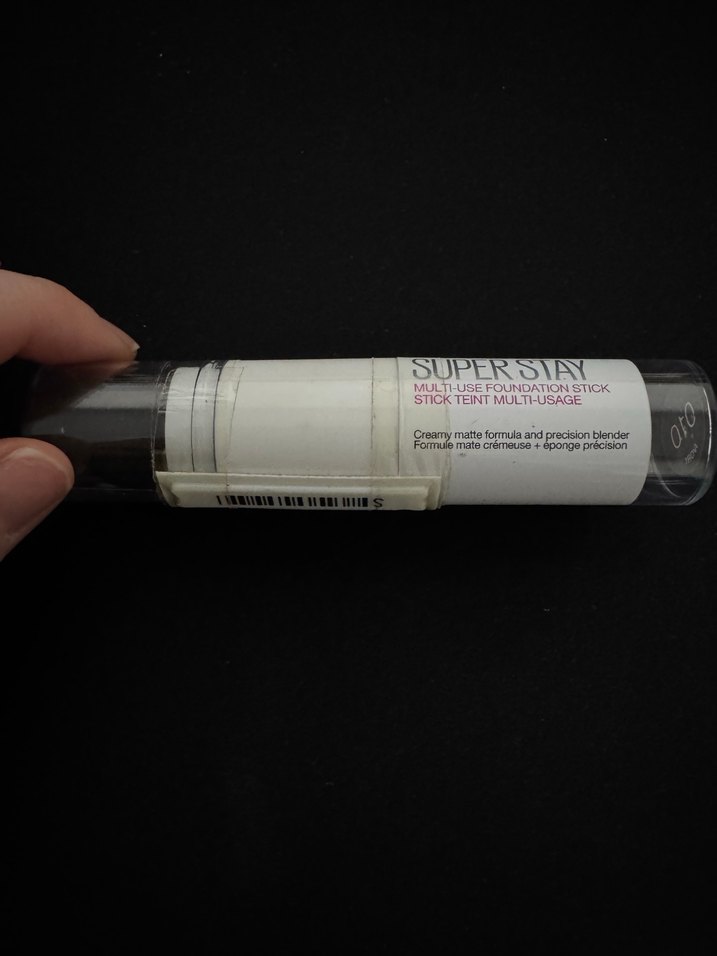 SUPER STAY
MULTI-USE FOUNDATION STICK
STICK TEINT MULTI-USAGE
Creamy matte formula and precision blender
Formule mate crémeuse + éponge précision